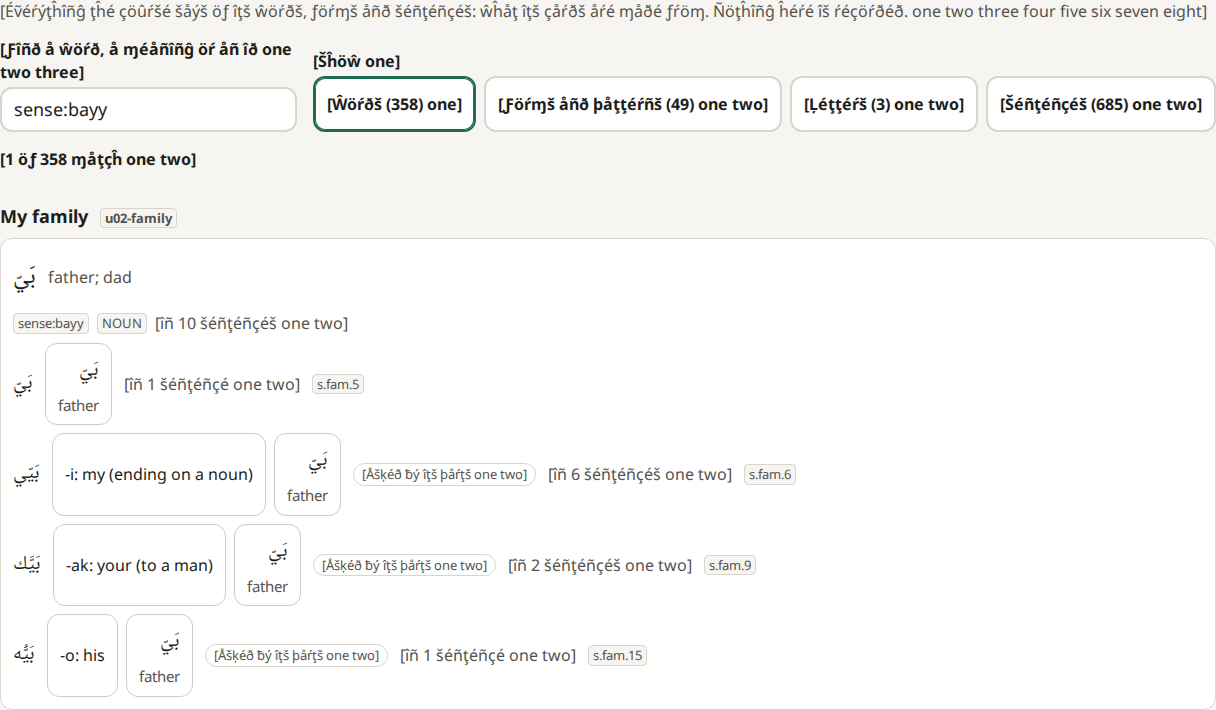 [Éṽéŕýţĥîñĝ ţĥé çöûŕšé šåýš öƒ îţš ŵöŕðš, ƒöŕɱš åñð šéñţéñçéš: ŵĥåţ îţš çåŕðš åŕé ɱåðé ƒŕöɱ. Ñöţĥîñĝ ĥéŕé îš ŕéçöŕðéð. one two three four five six seven eight]
[Ƒîñð å ŵöŕð, å ɱéåñîñĝ öŕ åñ îð one two three]
sense:bayy
[Šĥöŵ one]
[Ŵöŕðš (358) one]
[Ƒöŕɱš åñð þåţţéŕñš (49) one two]
[Ļéţţéŕš (3) one two]
[Šéñţéñçéš (685) one two]
[1 öƒ 358 ɱåţçĥ one two]
My family u02-family
بَيّ father; dad
sense:bayy NOUN [îñ 10 šéñţéñçéš one two]
بَيّ بَيّ father [îñ 1 šéñţéñçé one two] s.fam.5
بَيّي -i: my (ending on a noun) بَيّ father [Åšķéð ƀý îţš þåŕţš one two] [îñ 6 šéñţéñçéš one two] s.fam.6
بَيَّك -ak: your (to a man) بَيّ father [Åšķéð ƀý îţš þåŕţš one two] [îñ 2 šéñţéñçéš one two] s.fam.9
بَيُّه -o: his بَيّ father [Åšķéð ƀý îţš þåŕţš one two] [îñ 1 šéñţéñçé one two] s.fam.15